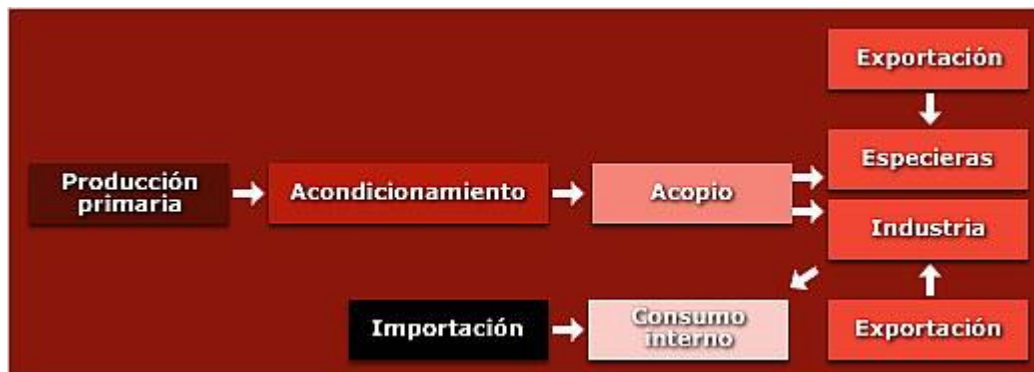 Exportación
Especieras
Producción
primaria
Acondicionamiento
Acopio
Industria
Importación
Consumo
interno
Exportación